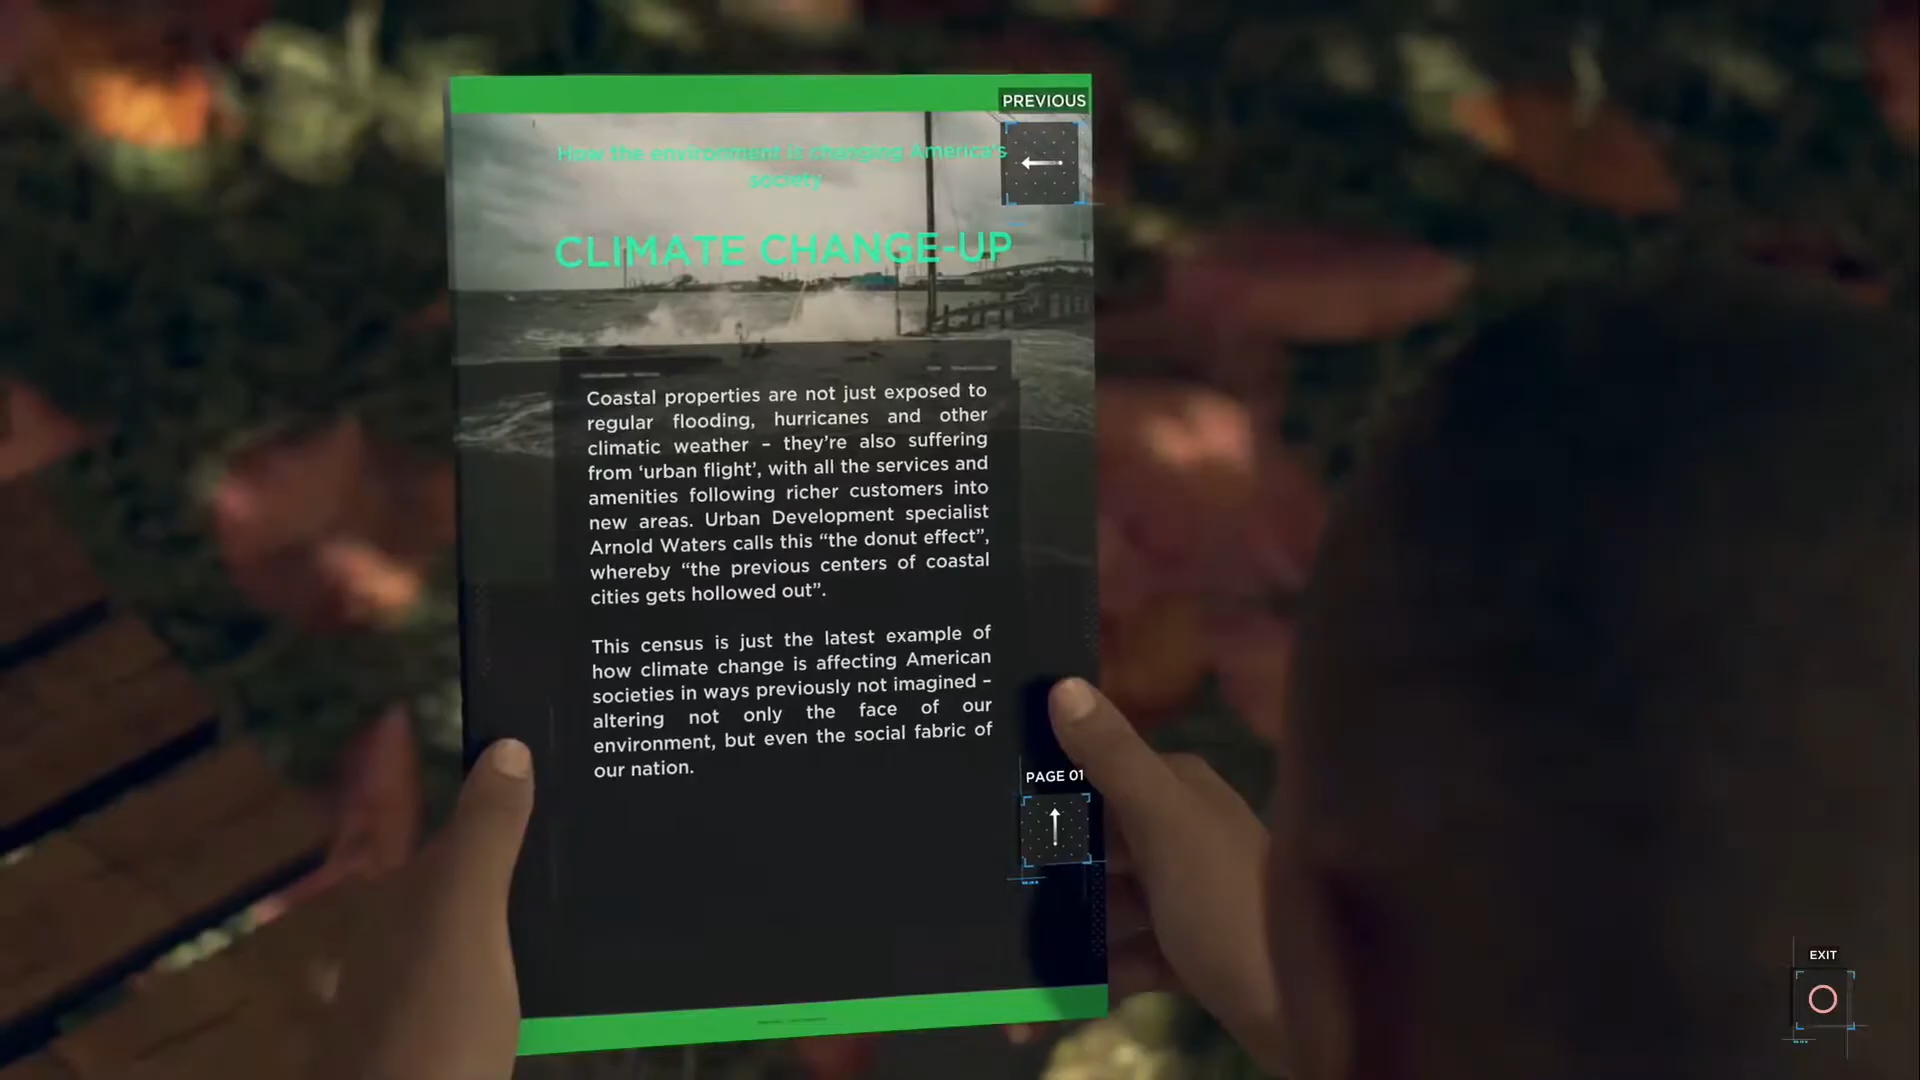 PREVIOUS
How the environment is changing America's
society
CLIMATE CHANGE-UP
Coastal properties are not just exposed to
regular flooding, hurricanes and other
climatic weather – they're also suffering
from ‘urban flight’, with all the services and
amenities following richer customers into
new areas. Urban Development specialist
Arnold Waters calls this “the donut effect”,
whereby “the previous centers of coastal
cities gets hollowed out”.
This census is just the latest example of
how climate change is affecting American
societies in ways previously not imagined –
altering not only the face of our
environment, but even the social fabric of
our nation.
PAGE 01
EXIT